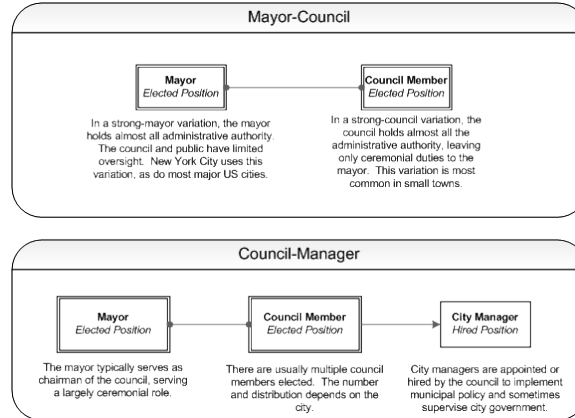 Mayor-Council
Mayor
Elected Position
Council Member
Elected Position
In a strong-mayor variation, the mayor
holds almost all administrative authority.
The council and public have limited
oversight. New York City uses this
variation, as do most major US cities.
In a strong-council variation, the
council holds almost all the
administrative authority, leaving
only ceremonial duties to the
mayor. This variation is most
common in small towns.
Council-Manager
Mayor
Elected Position
Council Member
Elected Position
City Manager
Hired Position
The mayor typically serves as
chairman of the council, serving
a largely ceremonial role.
There are usually multiple council
members elected. The number
and distribution depends on the
city.
City managers are appointed or
hired by the council to implement
municipal policy and sometimes
supervise city government.